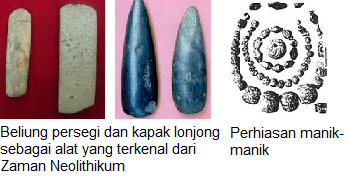 Beliung persegi dan kapak lonjong
sebagai alat yang terkenal dari
Zaman Neolithikum
Perhiasan manik-
manik